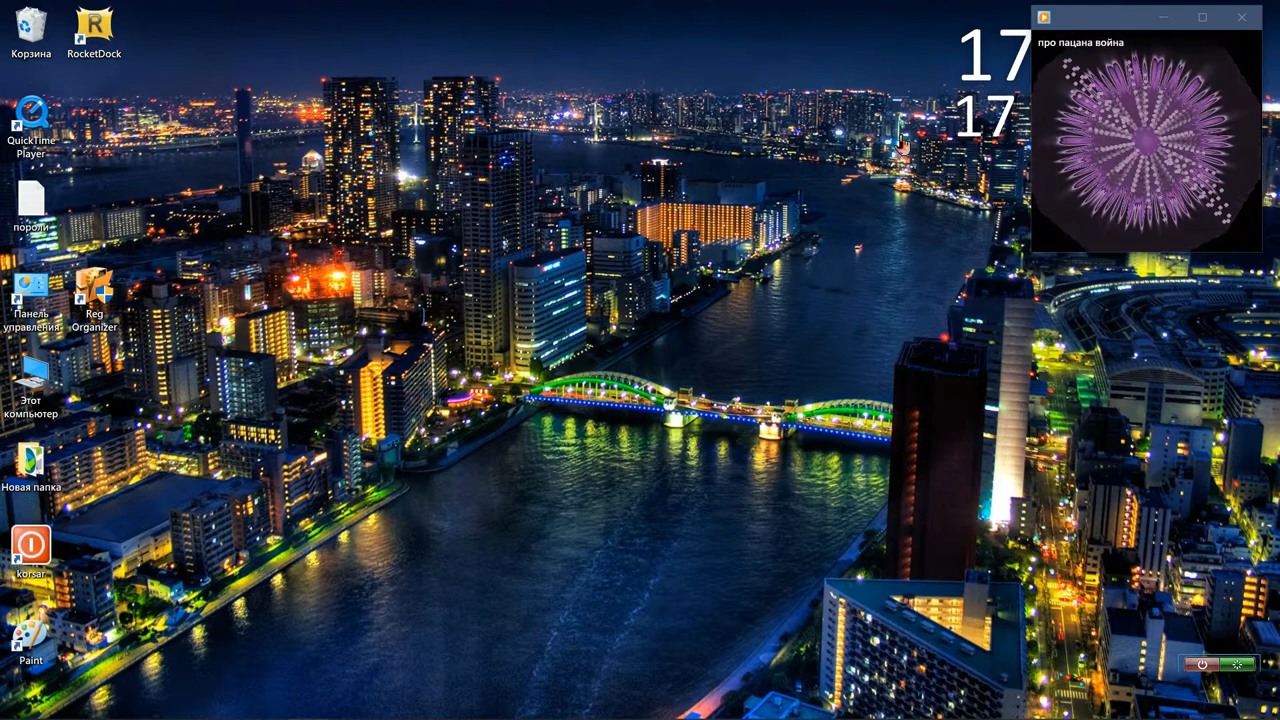 Корзина
RocketDock
QuickTime
Player
пороли
Панель
управления
Reg
Organizer
Этот
компьютер
Новая папка
korsar
Paint
17
17
про пацана война